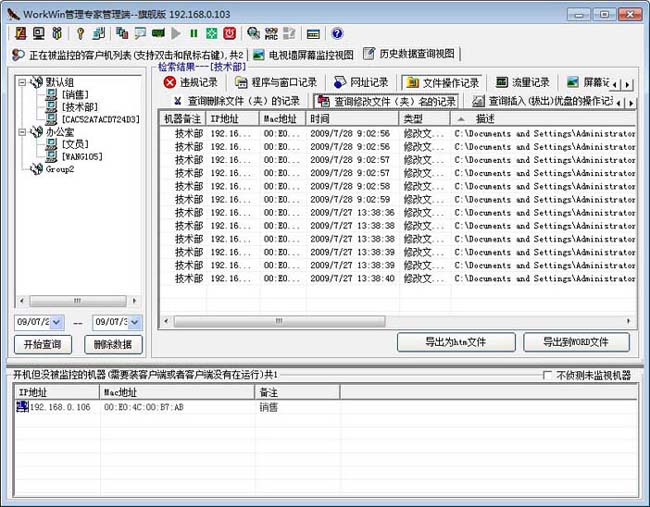 WorkWin管理专家管理端--旗舰版 192.168.0.103
正在被监控的客户机列表(支持双击和鼠标右键),共2
电视墙屏幕监控视图
历史数据查询视图
默认组
[销售]
[技术部]
[CAC52A7ACD724D3]
办公室
[文员]
[WANG105]
Group2
09/07/2 -- 09/07/3
开始查询 删除数据
检索结果---[技术部]
违规记录 程序与窗口记录 网址记录 文件操作记录 流量记录 屏幕记
查询删除文件（夹）的记录 查询修改文件（夹）名的记录 查询插入(拔出)优盘的操作记
机器备注 IP地址 Mac地址 时间 类型 描述
技术部 192.16... 00:E0... 2009/7/28 9:02:56 修改文... C:\Documents and Settings\Administrator
技术部 192.16... 00:E0... 2009/7/28 9:02:56 修改文... C:\Documents and Settings\Administrator
技术部 192.16... 00:E0... 2009/7/28 9:02:57 修改文... C:\Documents and Settings\Administrator
技术部 192.16... 00:E0... 2009/7/28 9:02:57 修改文... C:\Documents and Settings\Administrator
技术部 192.16... 00:E0... 2009/7/28 9:02:58 修改文... C:\Documents and Settings\Administrator
技术部 192.16... 00:E0... 2009/7/28 9:02:59 修改文... C:\Documents and Settings\Administrator
技术部 192.16... 00:E0... 2009/7/27 13:38:36 修改文... C:\Documents and Settings\Administrator
技术部 192.16... 00:E0... 2009/7/27 13:38:38 修改文... C:\Documents and Settings\Administrator
技术部 192.16... 00:E0... 2009/7/27 13:38:38 修改文... C:\Documents and Settings\Administrator
技术部 192.16... 00:E0... 2009/7/27 13:38:39 修改文... C:\Documents and Settings\Administrator
技术部 192.16... 00:E0... 2009/7/27 13:38:39 修改文... C:\Documents and Settings\Administrator
技术部 192.16... 00:E0... 2009/7/27 13:38:40 修改文... C:\Documents and Settings\Administrator
导出为htm文件 导出到WORD文件
开机但没被监控的机器(需要装客户端或者客户端没有在运行)共1
不侦测未监视机器
IP地址 Mac地址 备注
192.168.0.106 00:E0:4C:00:B7:AB 销售